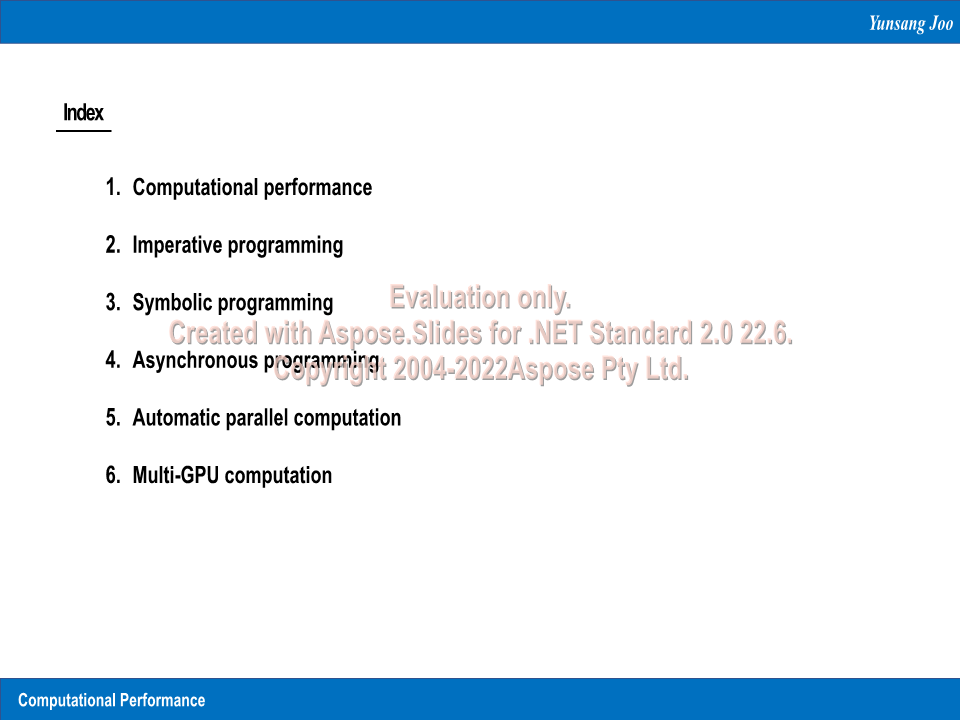 Yunsang Joo
Index
1. Computational performance
2. Imperative programming
3. Symbolic programming
Evaluation only.
Created with Aspose.Slides for .NET Standard 2.0 22.6.
4. Asynchronous programming
Copyright 2004-2022Aspose Pty Ltd.
5. Automatic parallel computation
6. Multi-GPU computation
Computational Performance